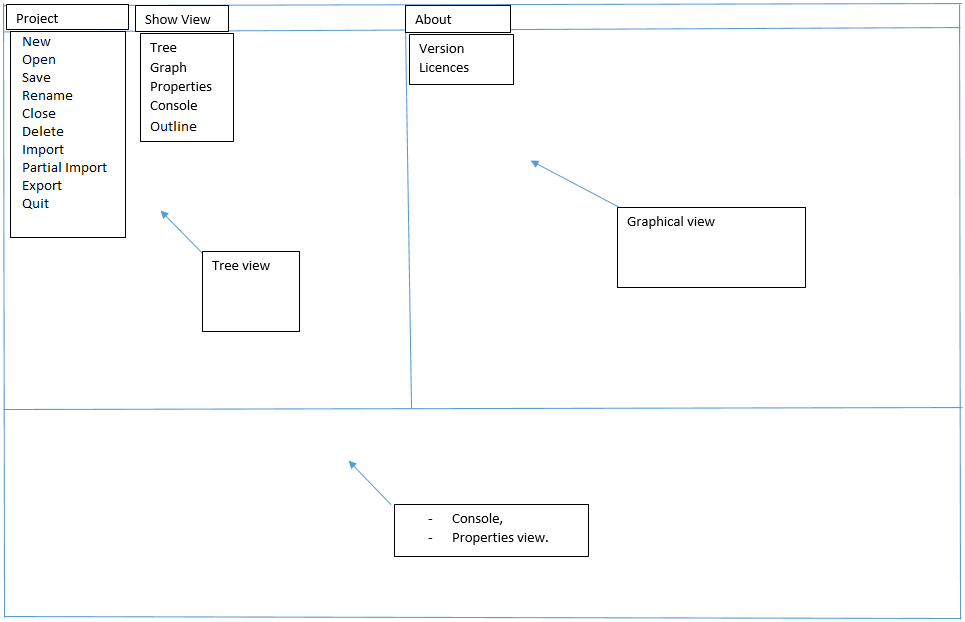 Project
New
Open
Save
Rename
Close
Delete
Import
Partial Import
Export
Quit
Show View
Tree
Graph
Properties
Console
Outline
About
Version
Licences
Tree view
Graphical view
- Console,
- Properties view.